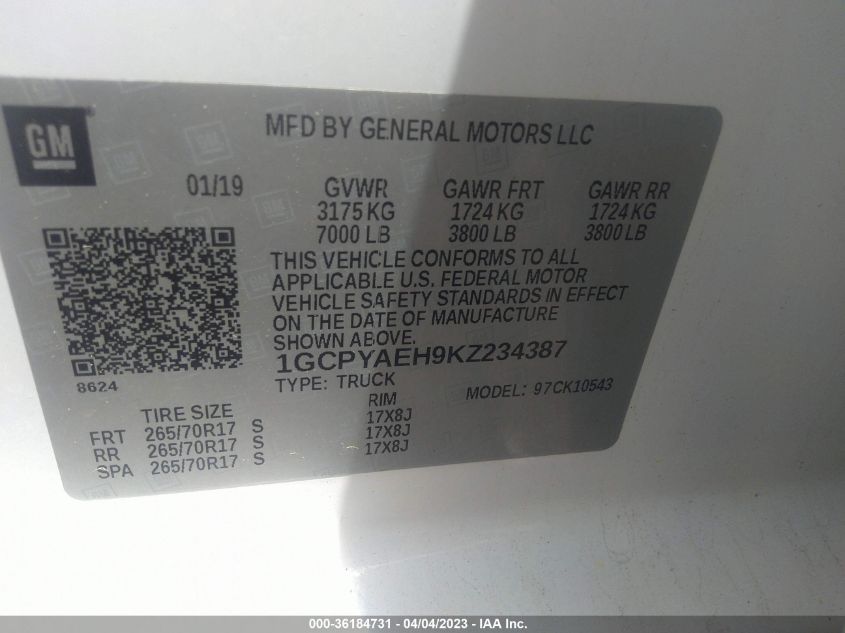 GM
MFD BY GENERAL MOTORS LLC
01/19 GVWR GAWR FRT GAWR RR
3175 KG 1724 KG 1724 KG
7000 LB 3800 LB 3800 LB
THIS VEHICLE CONFORMS TO ALL
APPLICABLE U.S. FEDERAL MOTOR
VEHICLE SAFETY STANDARDS IN EFFECT
ON THE DATE OF MANUFACTURE
SHOWN ABOVE.
1GCPYAEH9KZ234387
8624
TYPE: TRUCK MODEL: 97CK10543
TIRE SIZE RIM
FRT 265/70R17 S 17X8J
RR 265/70R17 S 17X8J
SPA 265/70R17 S 17X8J
000-36184731 - 04/04/2023 - IAA Inc.